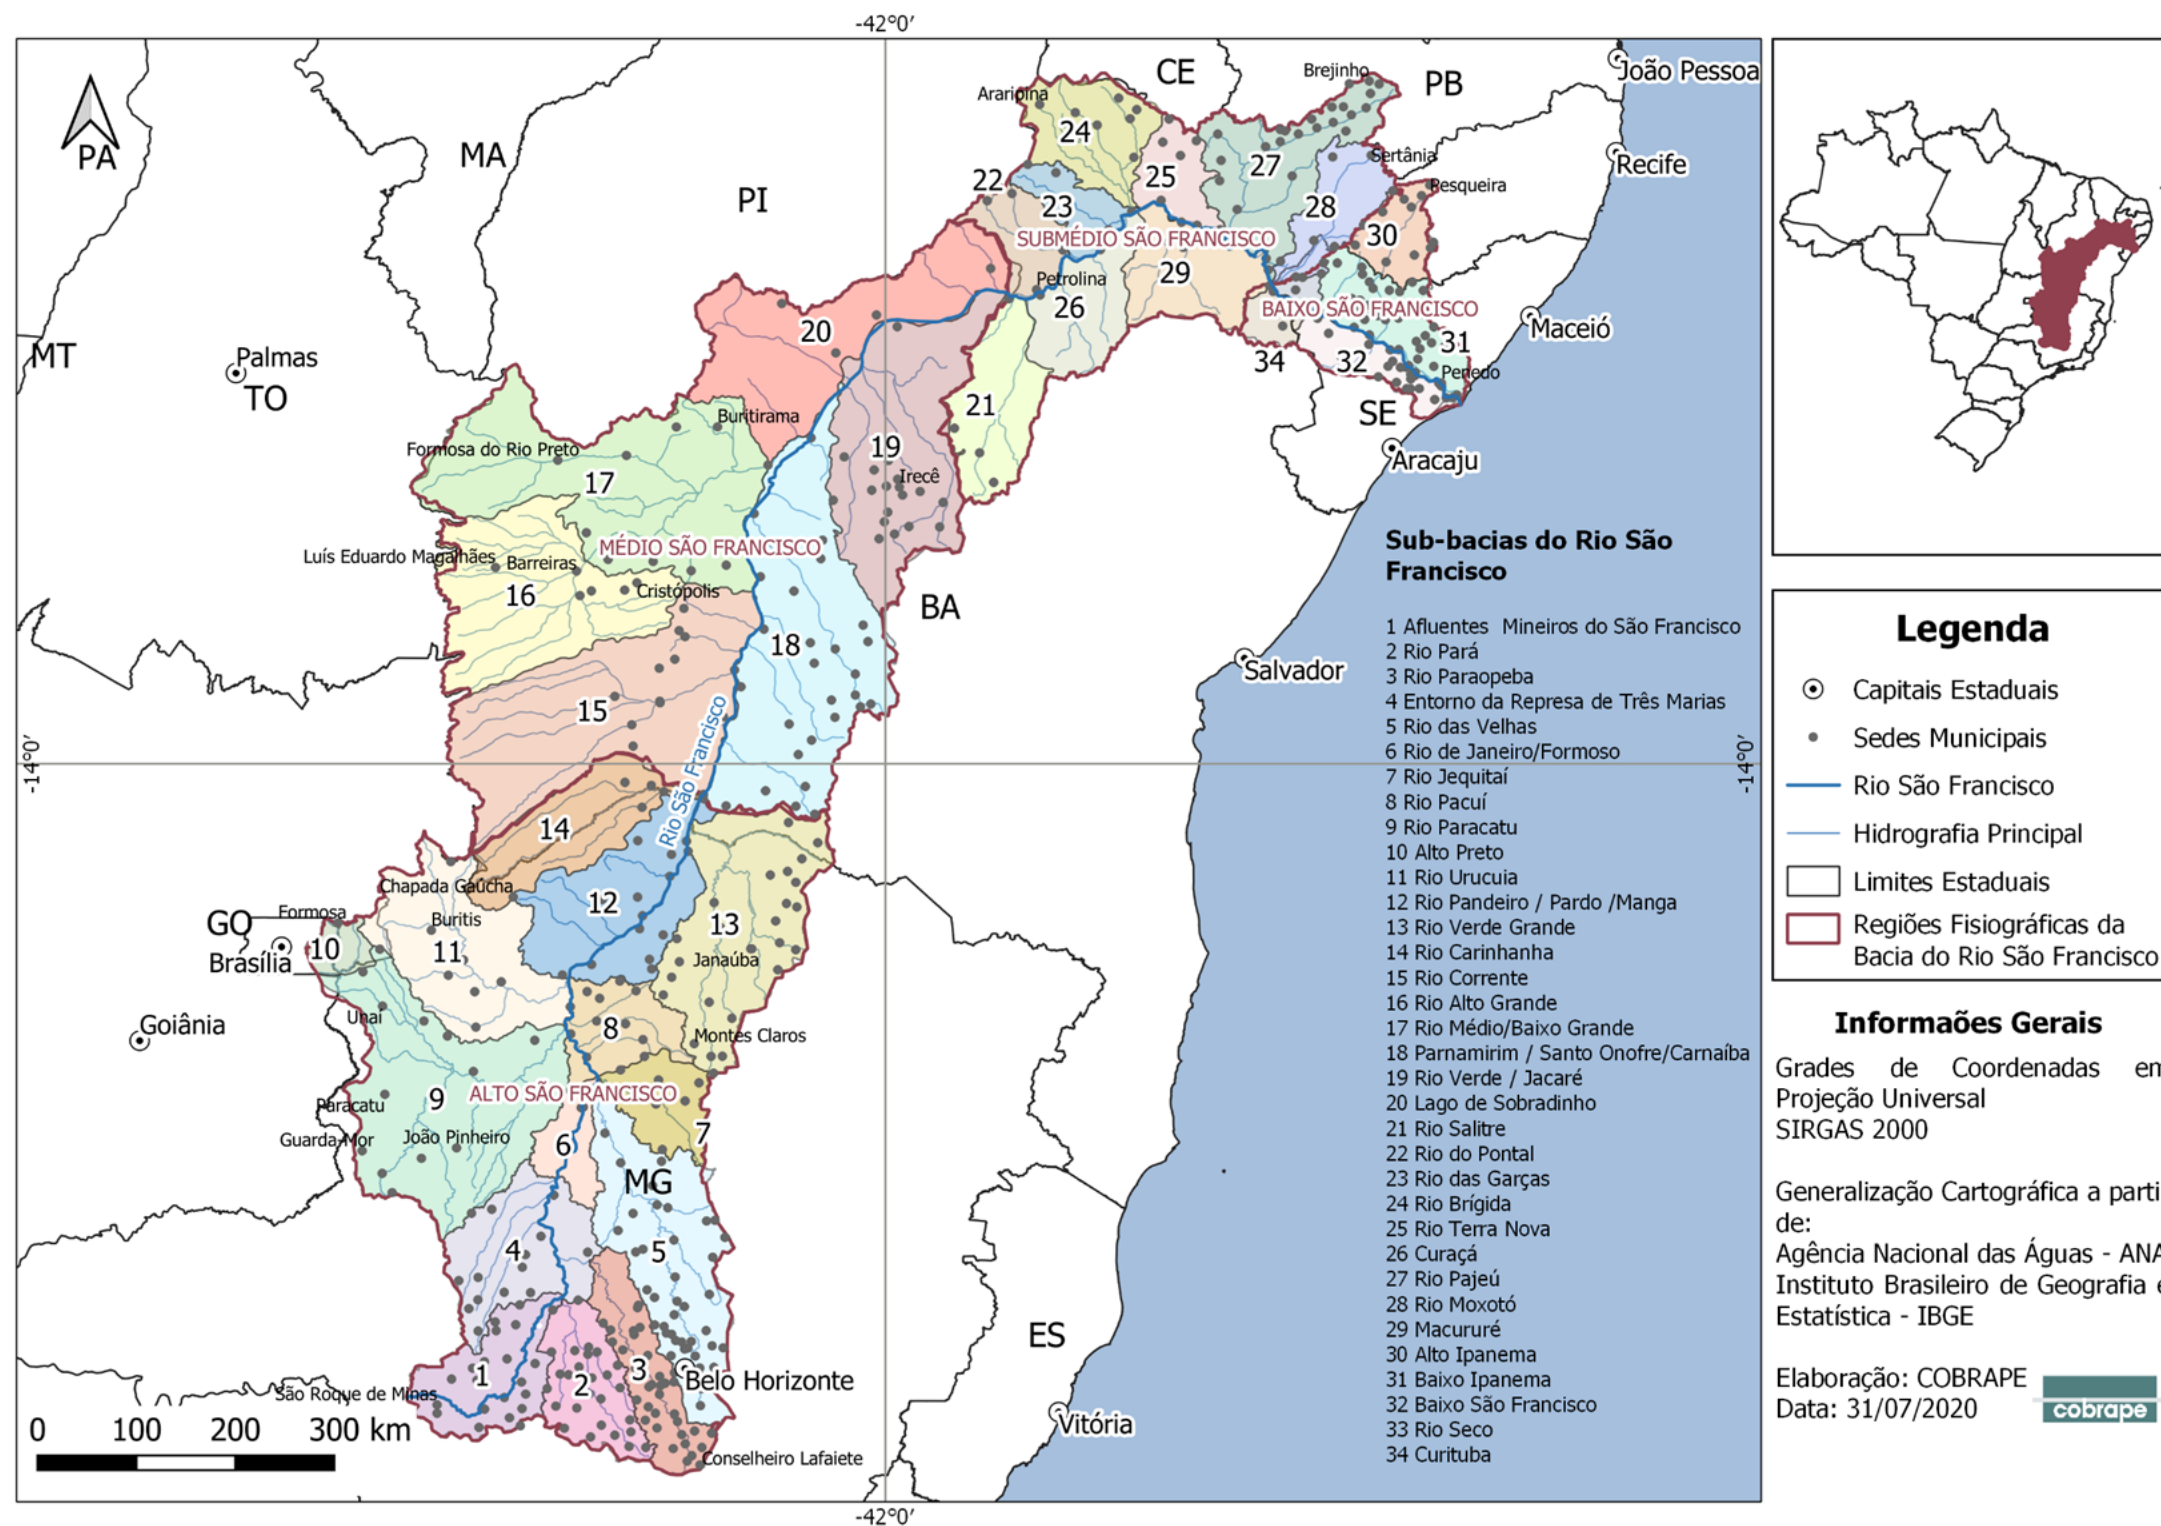 -42°0′
PA
MA
PI
CE
PB
João Pessoa
Brejinho
Araripina
24
25
27
Sertânia
Recife
Pesqueira
22
23
28
30
SUBMÉDIO SÃO FRANCISCO
29
Petrolina
26
BAIXO SÃO FRANCISCO
Maceió
31
34
32
Penedo
20
MT
Palmas
TO
21
SE
Aracaju
Buritirama
Formosa do Rio Preto
19
Irecê
17
MÉDIO SÃO FRANCISCO
Luís Eduardo Magalhães
Barreiras
16
Cristópolis
BA
18
Salvador
15
Rio São Francisco
-14°0′
-14°0′
Rio São Francisco
14
Chapada Gaúcha
12
13
Formosa
Buritis
GO
10
11
Brasília
Janaúba
Unaí
Goiânia
8
Montes Claros
ALTO SÃO FRANCISCO
9
Paracatu
Guarda-Mor
João Pinheiro
6
7
MG
4
5
ES
1
2
3
Belo Horizonte
São Roque de Minas
Vitória
Conselheiro Lafaiete
0 100 200 300 km
-42°0′
Sub-bacias do Rio São
Francisco
1 Afluentes Mineiros do São Francisco
2 Rio Pará
3 Rio Paraopeba
4 Entorno da Represa de Três Marias
5 Rio das Velhas
6 Rio de Janeiro/Formoso
7 Rio Jequitaí
8 Rio Pacuí
9 Rio Paracatu
10 Alto Preto
11 Rio Urucuia
12 Rio Pandeiro / Pardo /Manga
13 Rio Verde Grande
14 Rio Carinhanha
15 Rio Corrente
16 Rio Alto Grande
17 Rio Médio/Baixo Grande
18 Parnamirim / Santo Onofre/Carnaíba
19 Rio Verde / Jacaré
20 Lago de Sobradinho
21 Rio Salitre
22 Rio do Pontal
23 Rio das Garças
24 Rio Brígida
25 Rio Terra Nova
26 Curaçá
27 Rio Pajeú
28 Rio Moxotó
29 Macururé
30 Alto Ipanema
31 Baixo Ipanema
32 Baixo São Francisco
33 Rio Seco
34 Curituba
Legenda
Capitais Estaduais
Sedes Municipais
Rio São Francisco
Hidrografia Principal
Limites Estaduais
Regiões Fisiográficas da
Bacia do Rio São Francisco
Informaões Gerais
Grades de Coordenadas em
Projeção Universal
SIRGAS 2000
Generalização Cartográfica a parti
de:
Agência Nacional das Águas - ANA
Instituto Brasileiro de Geografia e
Estatística - IBGE
Elaboração: COBRAPE
Data: 31/07/2020
cobrape